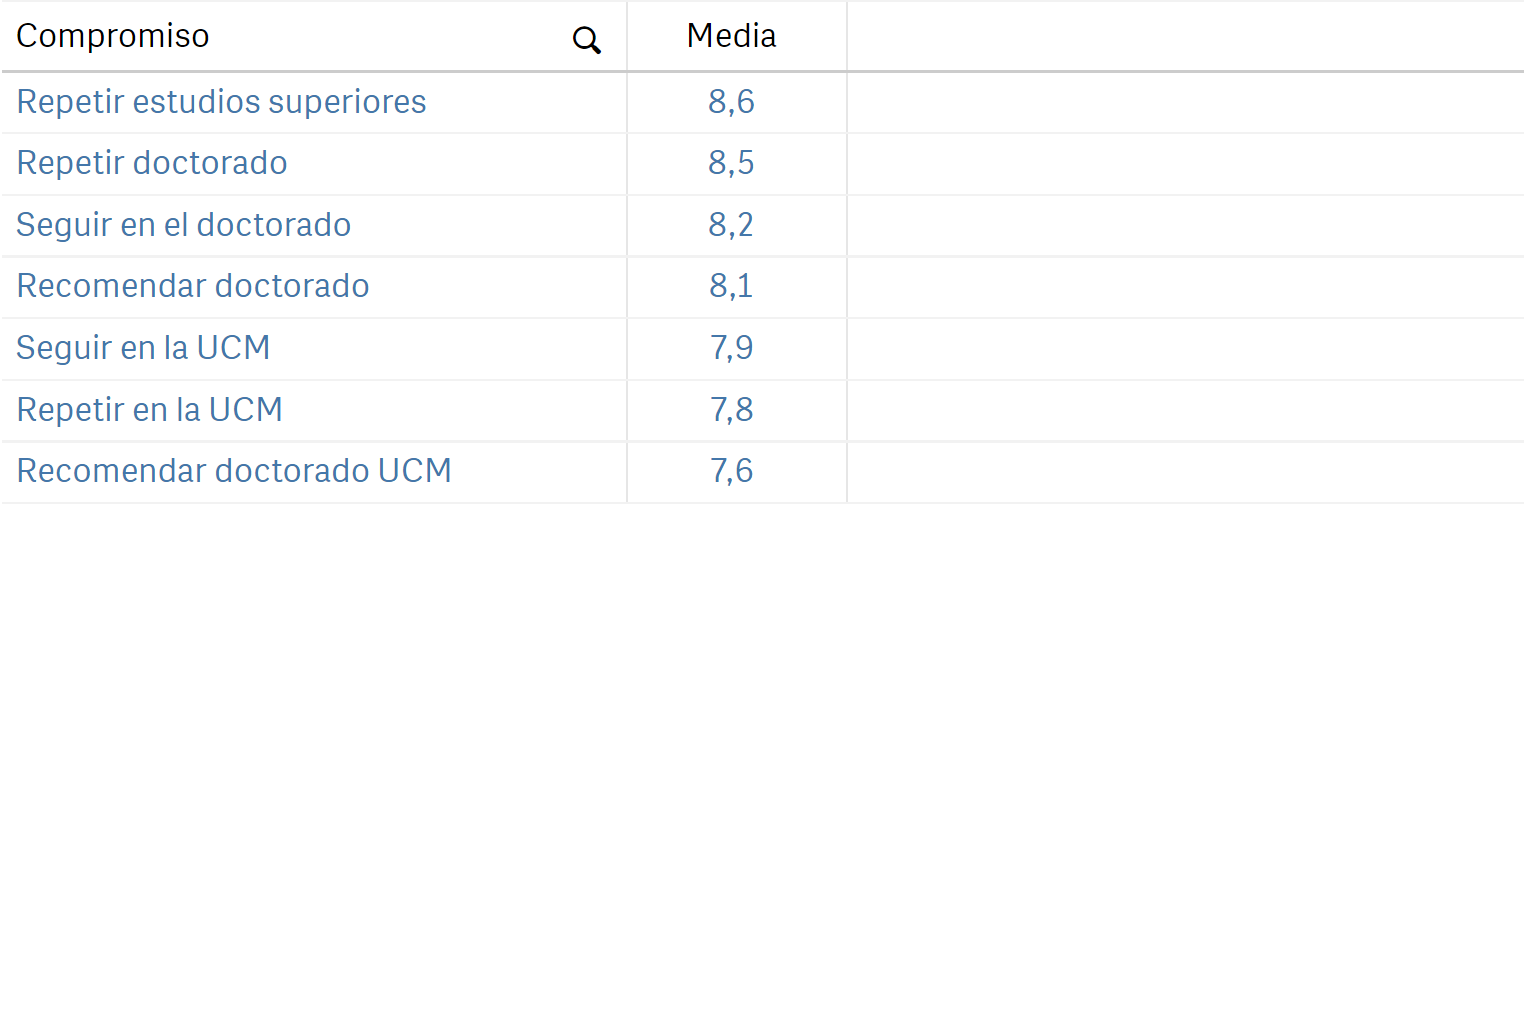 Compromiso Media
Repetir estudios superiores 8,6
Repetir doctorado 8,5
Seguir en el doctorado 8,2
Recomendar doctorado 8,1
Seguir en la UCM 7,9
Repetir en la UCM 7,8
Recomendar doctorado UCM 7,6